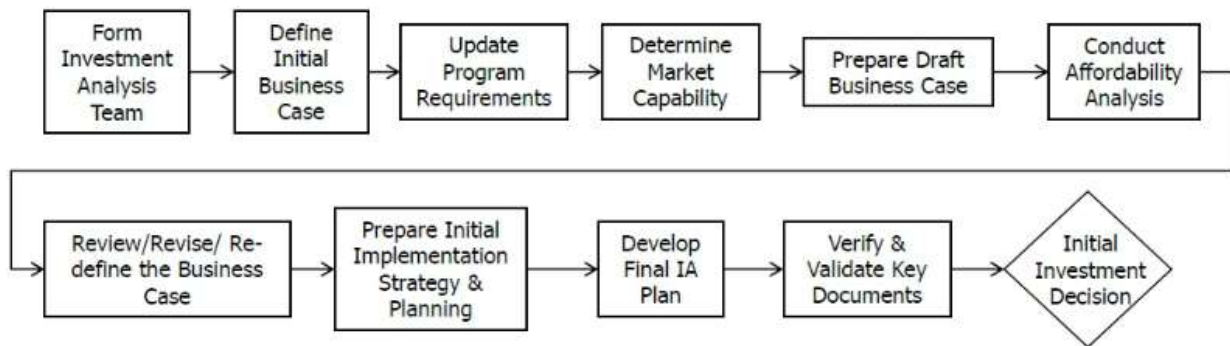 Form
Investment
Analysis
Team
Define
Initial
Business
Case
Update
Program
Requirements
Determine
Market
Capability
Prepare Draft
Business Case
Conduct
Affordability
Analysis
Review/Revise/ Re-
define the Business
Case
Prepare Initial
Implementation
Strategy &
Planning
Develop
Final IA
Plan
Verify &
Validate Key
Documents
Initial
Investment
Decision